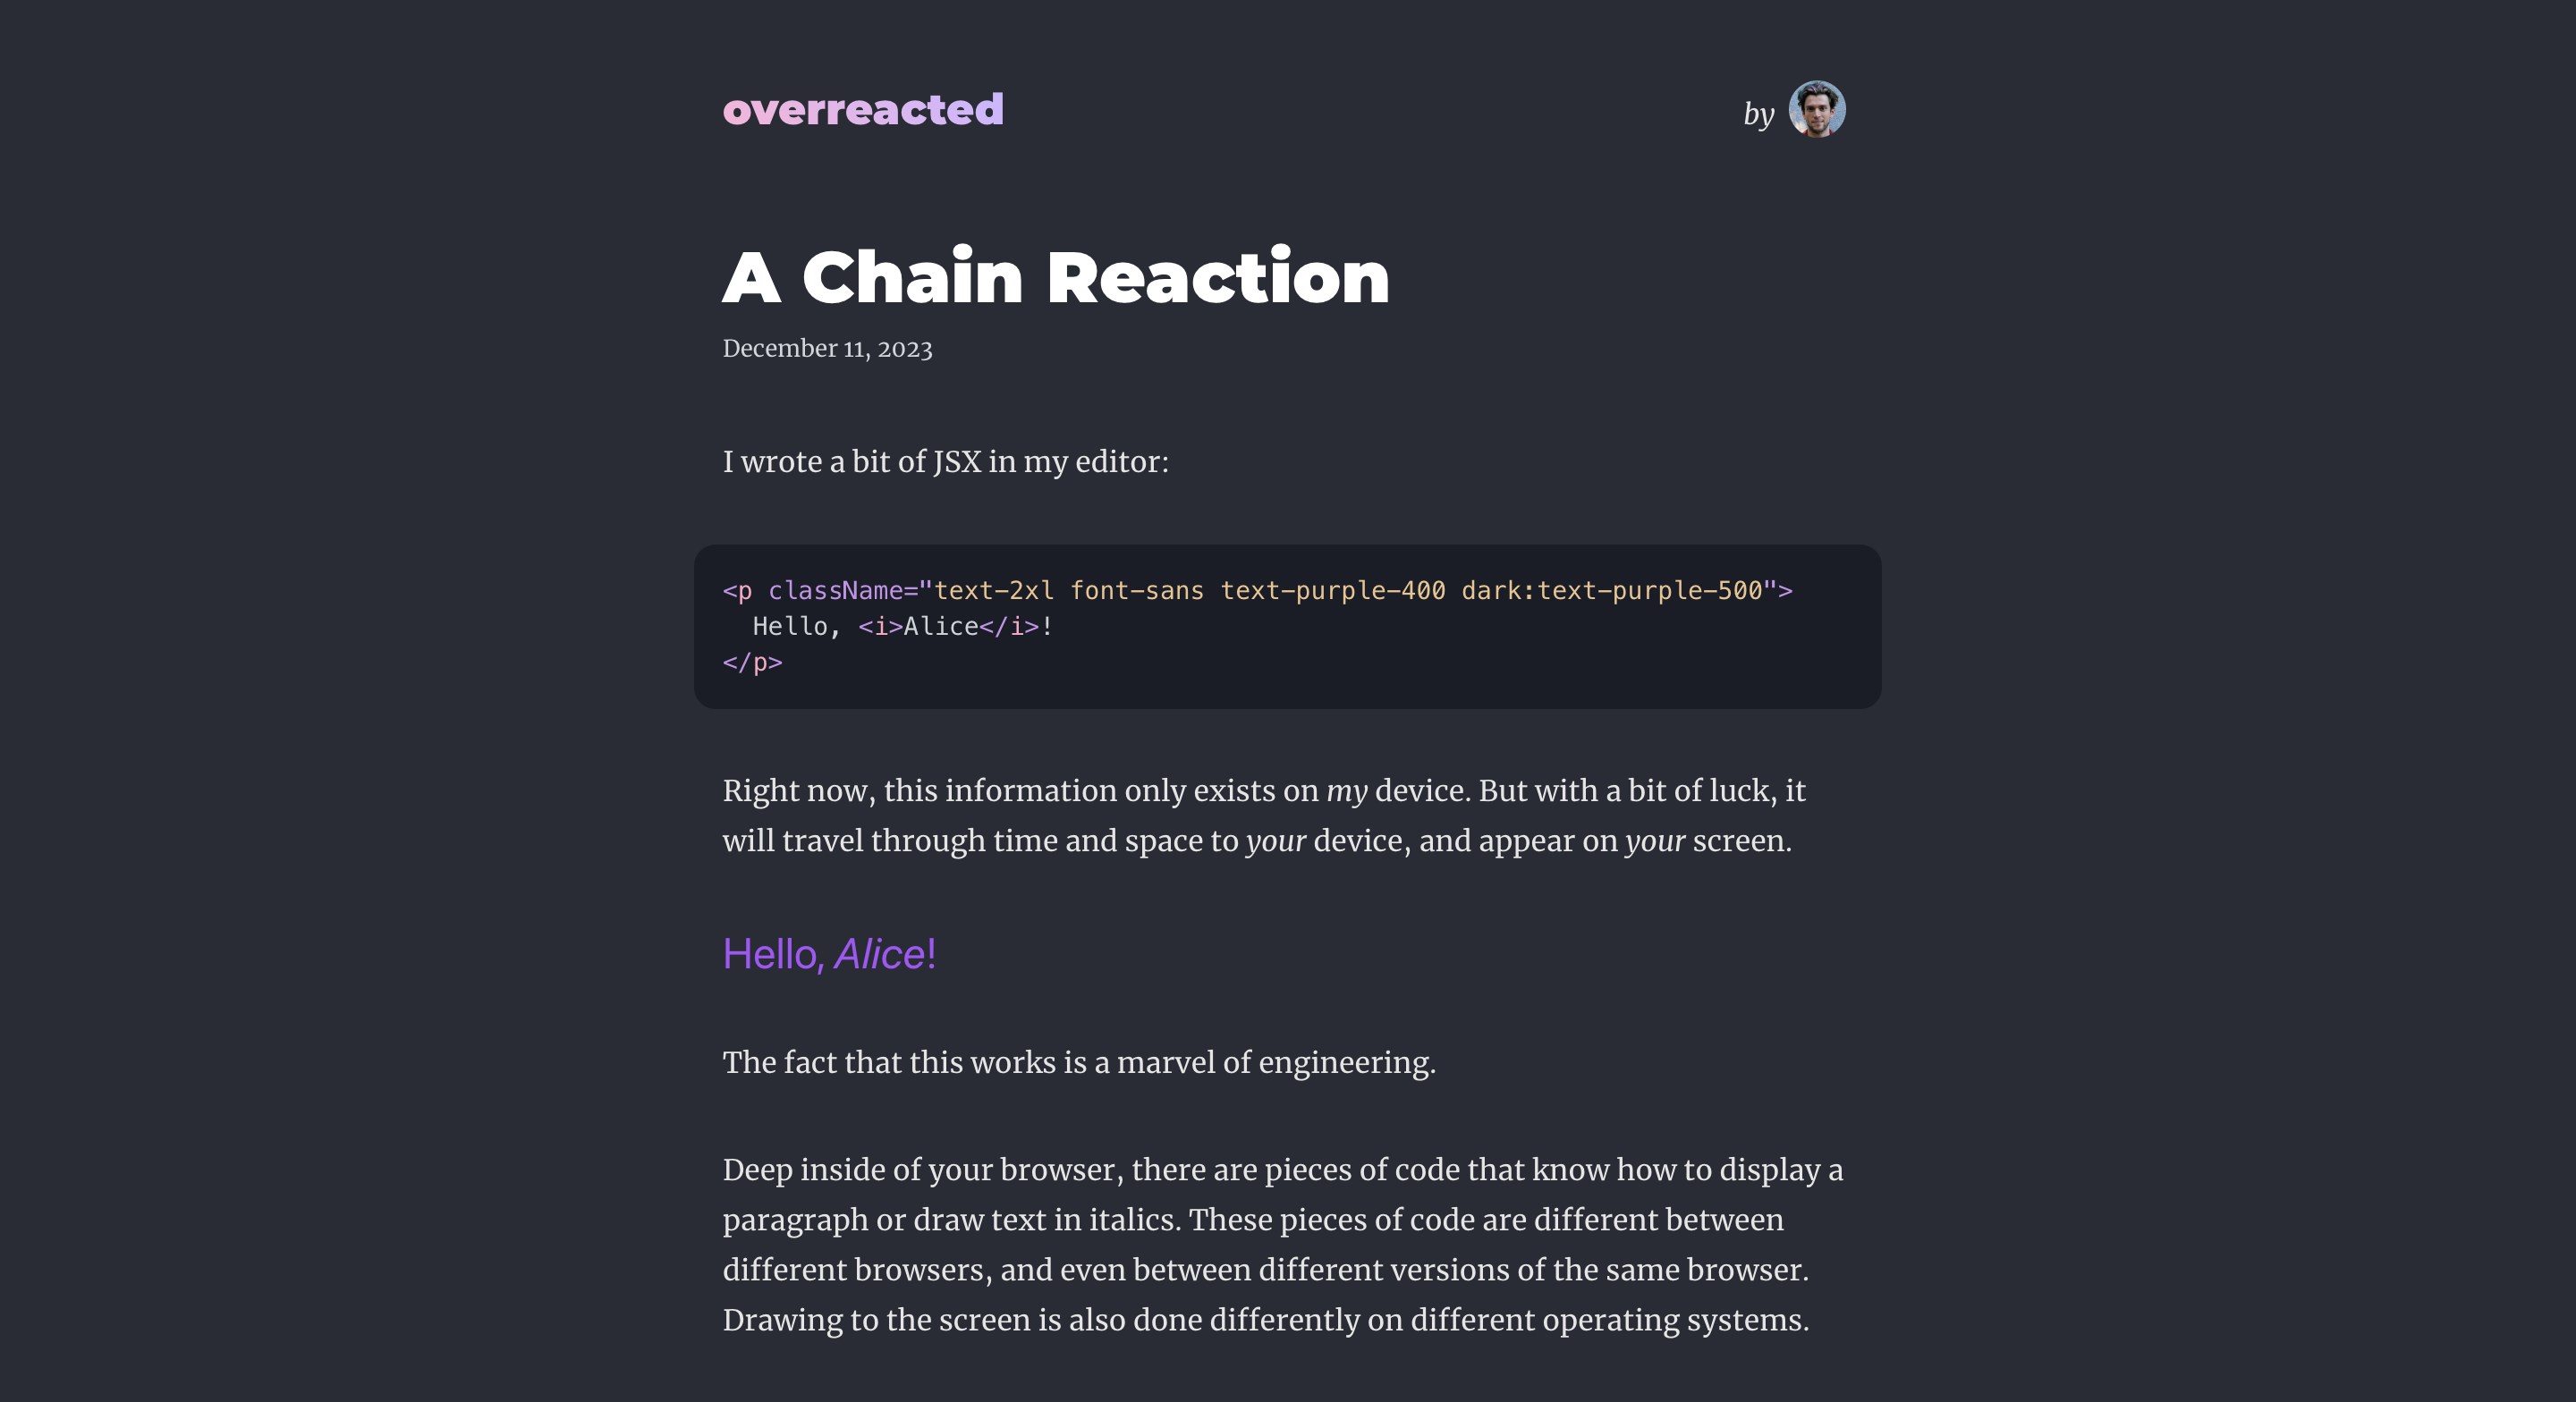 overreacted
by
A Chain Reaction
December 11, 2023
I wrote a bit of JSX in my editor:
<p className="text-2xl font-sans text-purple-400 dark:text-purple-500">
  Hello, <i>Alice</i>!
</p>
Right now, this information only exists on my device. But with a bit of luck, it
will travel through time and space to your device, and appear on your screen.
Hello, Alice!
The fact that this works is a marvel of engineering.
Deep inside of your browser, there are pieces of code that know how to display a
paragraph or draw text in italics. These pieces of code are different between
different browsers, and even between different versions of the same browser.
Drawing to the screen is also done differently on different operating systems.